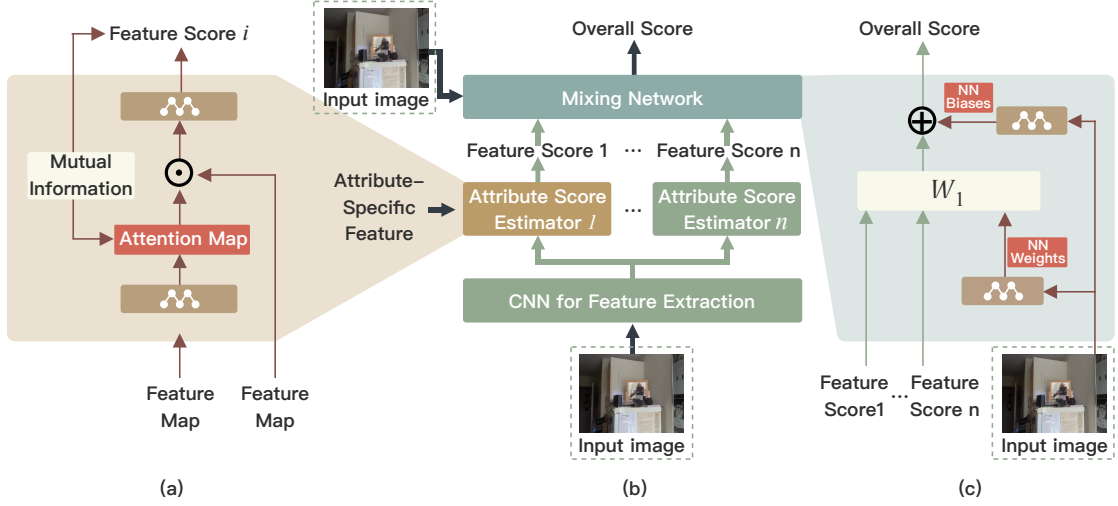 Feature Score i
Mutual
Information
Attention Map
Feature
Map
Feature
Map
(a)
Input image
Overall Score
Mixing Network
Feature Score 1 ... Feature Score n
Attribute–
Specific
Feature
Attribute Score
Estimator 1
...
Attribute Score
Estimator n
CNN for Feature Extraction
Input image
(b)
Overall Score
NN
Biases
W1
NN
Weights
Feature
Score1
...
Feature
Score n
Input image
(c)